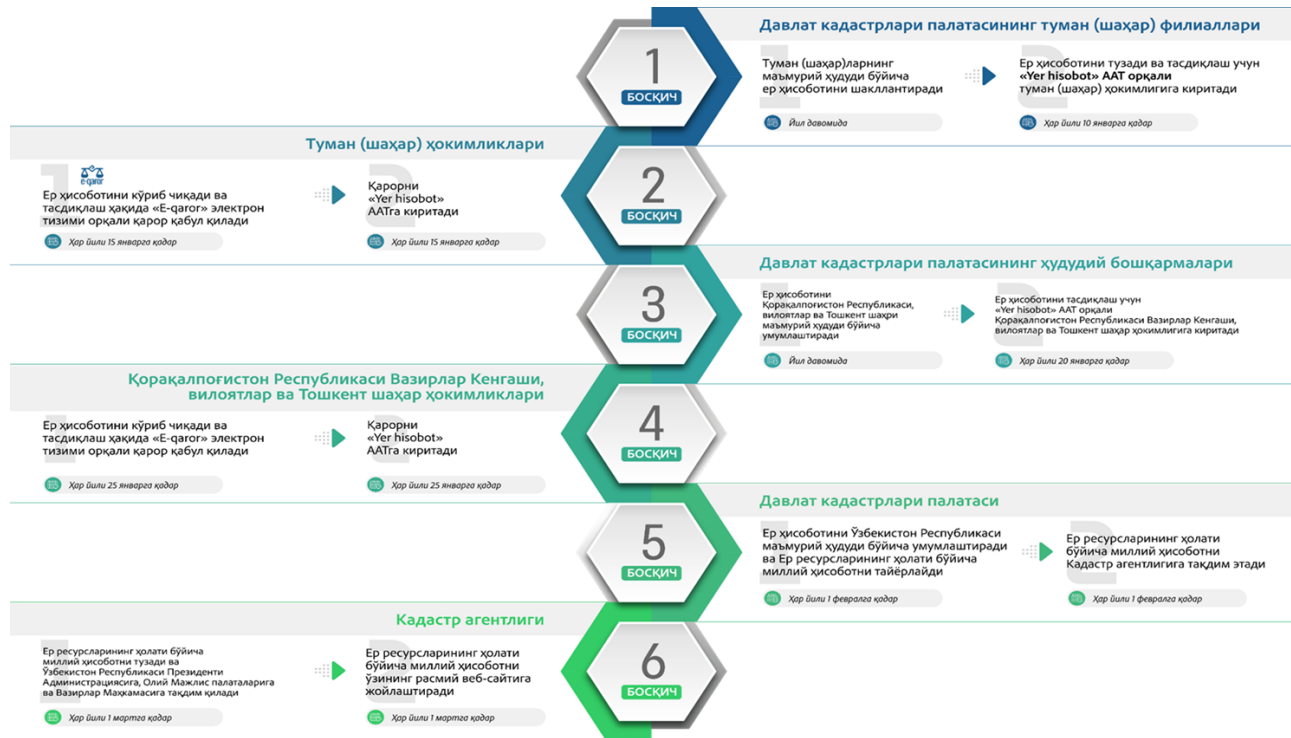 1
БОСҚИЧ
Давлат кадастрлари палатасининг туман (шаҳар) филиаллари
1
Туман (шаҳар)ларнинг
маъмурий ҳудуди бўйича
ер ҳисоботини шакллантиради
Йил давомида
2
Ер ҳисоботини тузади ва тасдиқлаш учун
«Yer hisobot» ААТ орқали
туман (шаҳар) ҳокимлигига киритади
Ҳар йили 10 январга қадар
2
БОСҚИЧ
Туман (шаҳар) ҳокимликлари
1
e-qaror
Ер ҳисоботини кўриб чиқади ва
тасдиқлаш ҳақида «E-qaror» электрон
тизими орқали қарор қабул қилади
Ҳар йили 15 январга қадар
2
Қарорни
«Yer hisobot»
ААТга киритади
Ҳар йили 15 январга қадар
3
БОСҚИЧ
Давлат кадастрлари палатасининг ҳудудий бошқармалари
1
Ер ҳисоботини
Қорақалпоғистон Республикаси,
вилоятлар ва Тошкент шаҳри
маъмурий ҳудуди бўйича
умумлаштиради
Йил давомида
2
Ер ҳисоботини тасдиқлаш учун
«Yer hisobot» ААТ орқали
Қорақалпоғистон Республикаси Вазирлар Кенгаши,
вилоятлар ва Тошкент шаҳар ҳокимлигига киритади
Ҳар йили 20 январга қадар
4
БОСҚИЧ
Қорақалпоғистон Республикаси Вазирлар Кенгаши,
вилоятлар ва Тошкент шаҳар ҳокимликлари
1
Ер ҳисоботини кўриб чиқади ва
тасдиқлаш ҳақида «E-qaror» электрон
тизими орқали қарор қабул қилади
Ҳар йили 25 январга қадар
2
Қарорни
«Yer hisobot»
ААТга киритади
Ҳар йили 25 январга қадар
5
БОСҚИЧ
Давлат кадастрлари палатаси
1
Ер ҳисоботини Ўзбекистон Республикаси
маъмурий ҳудуди бўйича умумлаштиради
ва Ер ресурсларининг ҳолати бўйича
миллий ҳисоботни тайёрлайди
Ҳар йили 1 февралга қадар
2
Ер ресурсларининг ҳолати
бўйича миллий ҳисоботни
Кадастр агентлигига тақдим этади
Ҳар йили 1 февралга қадар
6
БОСҚИЧ
Кадастр агентлиги
1
Ер ресурсларининг ҳолати бўйича
миллий ҳисоботни тузади ва
Ўзбекистон Республикаси Президенти
Администрациясига, Олий Мажлис палаталарига
ва Вазирлар Маҳкамасига тақдим қилади
Ҳар йили 1 мартга қадар
2
Ер ресурсларининг ҳолати
бўйича миллий ҳисоботни
ўзининг расмий веб-сайтига
жойлаштиради
Ҳар йили 1 мартга қадар